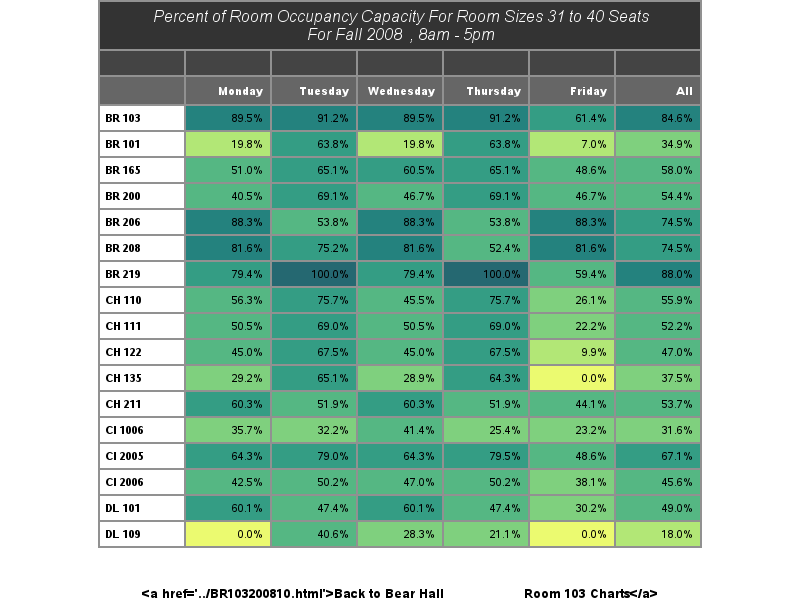 Percent of Room Occupancy Capacity For Room Sizes 31 to 40 Seats
For Fall 2008 , 8am - 5pm
Monday Tuesday Wednesday Thursday Friday All
BR 103 89.5% 91.2% 89.5% 91.2% 61.4% 84.6%
BR 101 19.8% 63.8% 19.8% 63.8% 7.0% 34.9%
BR 165 51.0% 65.1% 60.5% 65.1% 48.6% 58.0%
BR 200 40.5% 69.1% 46.7% 69.1% 46.7% 54.4%
BR 206 88.3% 53.8% 88.3% 53.8% 88.3% 74.5%
BR 208 81.6% 75.2% 81.6% 52.4% 81.6% 74.5%
BR 219 79.4% 100.0% 79.4% 100.0% 59.4% 88.0%
CH 110 56.3% 75.7% 45.5% 75.7% 26.1% 55.9%
CH 111 50.5% 69.0% 50.5% 69.0% 22.2% 52.2%
CH 122 45.0% 67.5% 45.0% 67.5% 9.9% 47.0%
CH 135 29.2% 65.1% 28.9% 64.3% 0.0% 37.5%
CH 211 60.3% 51.9% 60.3% 51.9% 44.1% 53.7%
CI 1006 35.7% 32.2% 41.4% 25.4% 23.2% 31.6%
CI 2005 64.3% 79.0% 64.3% 79.5% 48.6% 67.1%
CI 2006 42.5% 50.2% 47.0% 50.2% 38.1% 45.6%
DL 101 60.1% 47.4% 60.1% 47.4% 30.2% 49.0%
DL 109 0.0% 40.6% 28.3% 21.1% 0.0% 18.0%
<a href='../BR103200810.html'>Back to Bear Hall Room 103 Charts</a>